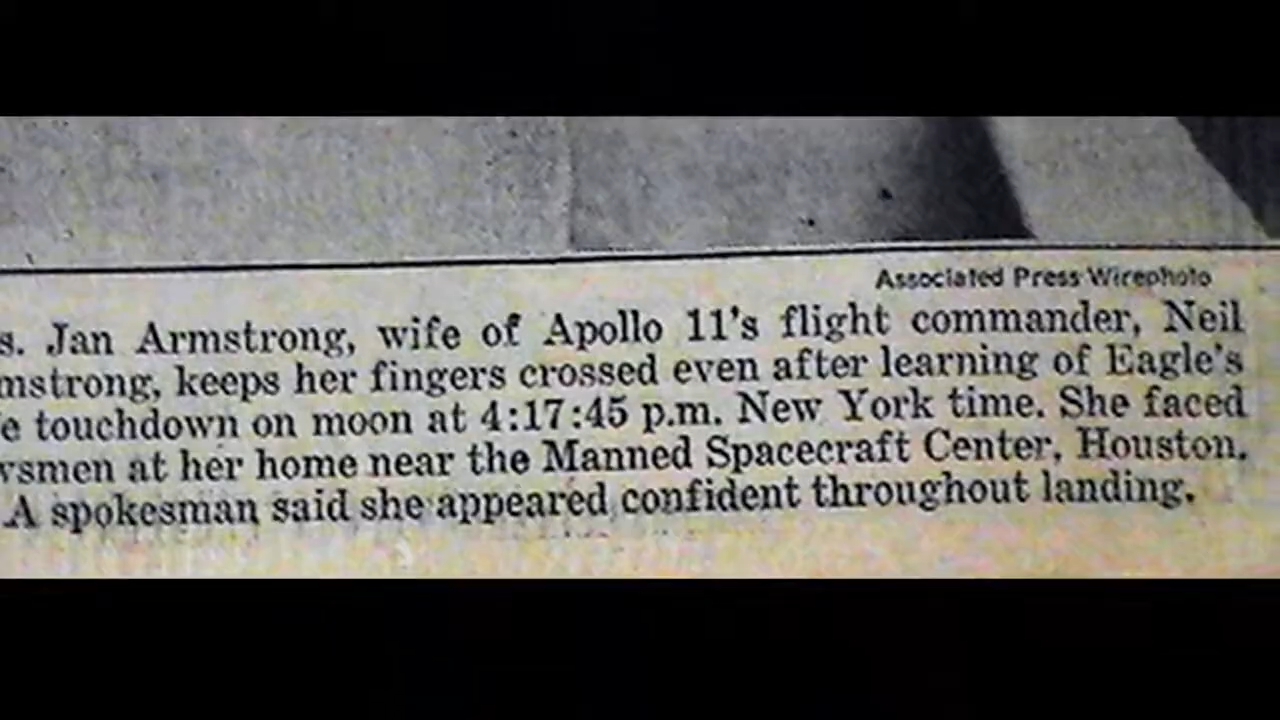 Associated Press Wirephoto
s. Jan Armstrong, wife of Apollo 11's flight commander, Neil
mstrong, keeps her fingers crossed even after learning of Eagle's
e touchdown on moon at 4:17:45 p.m. New York time. She faced
wsmen at her home near the Manned Spacecraft Center, Houston.
A spokesman said she appeared confident throughout landing.